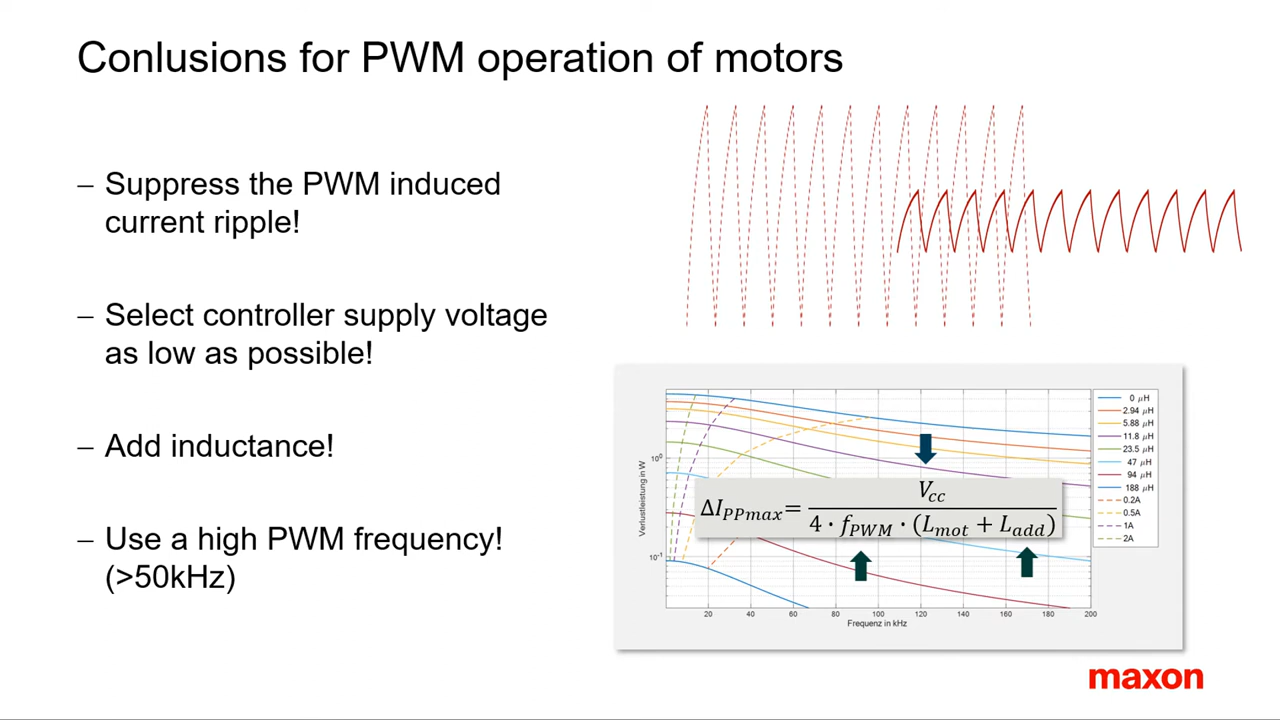 Conlusions for PWM operation of motors
– Suppress the PWM induced
current ripple!
– Select controller supply voltage
as low as possible!
– Add inductance!
– Use a high PWM frequency!
(>50kHz)
Verlustleistung in W
10⁰
10⁻¹
ΔI_PPmax = V_cc / (4 · f_PWM · (L_mot + L_add))
20 40 60 80 100 120 140 160 180 200
Frequenz in kHz
0 μH
2.94 μH
5.88 μH
11.8 μH
23.5 μH
47 μH
94 μH
188 μH
0.2A
0.5A
1A
2A
maxon